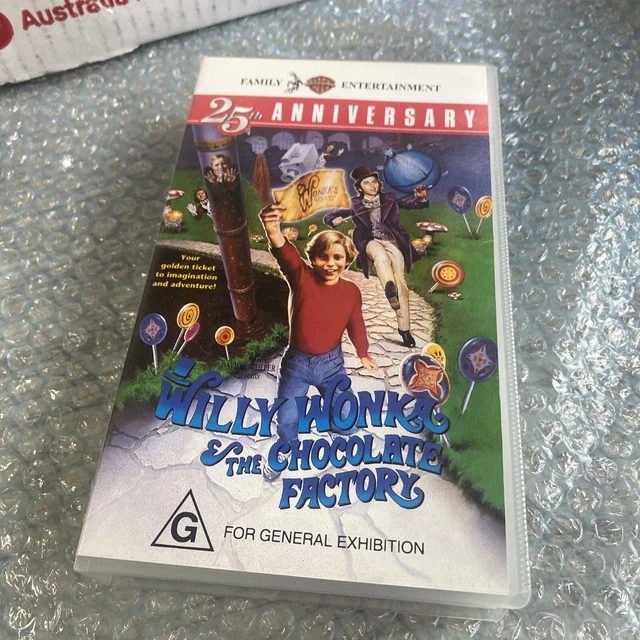 Australia
FAMILY ENTERTAINMENT
25th ANNIVERSARY
WONKA'S
Your
golden ticket
to imagination
and adventure!
WILLY WONKA
& THE CHOCOLATE
FACTORY
G
FOR GENERAL EXHIBITION